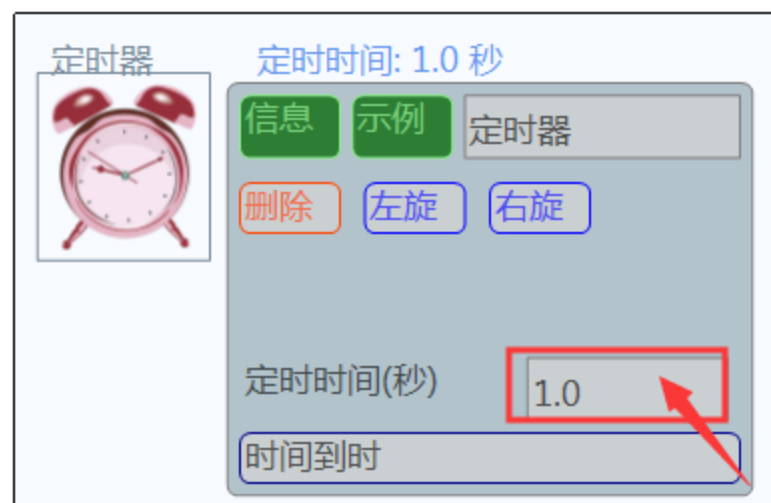 定时器 定时时间: 1.0 秒
信息 示例 定时器
删除 左旋 右旋
定时时间(秒) 1.0
时间到时